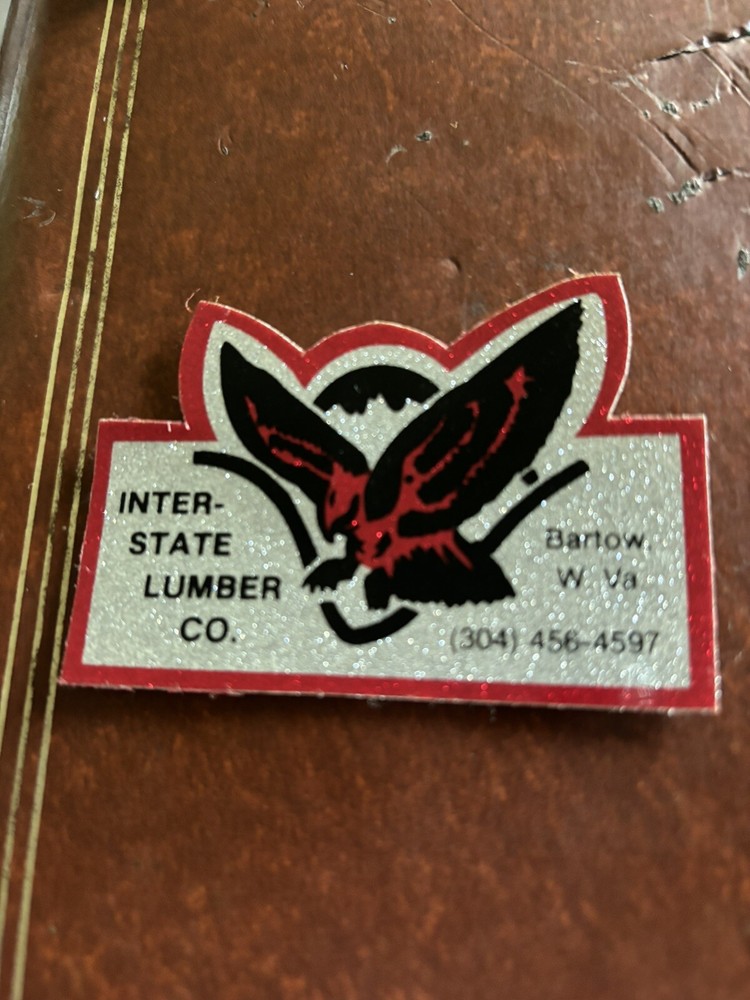 INTER-
STATE
LUMBER
CO.
Bartow,
W. Va.
(304) 456-4597